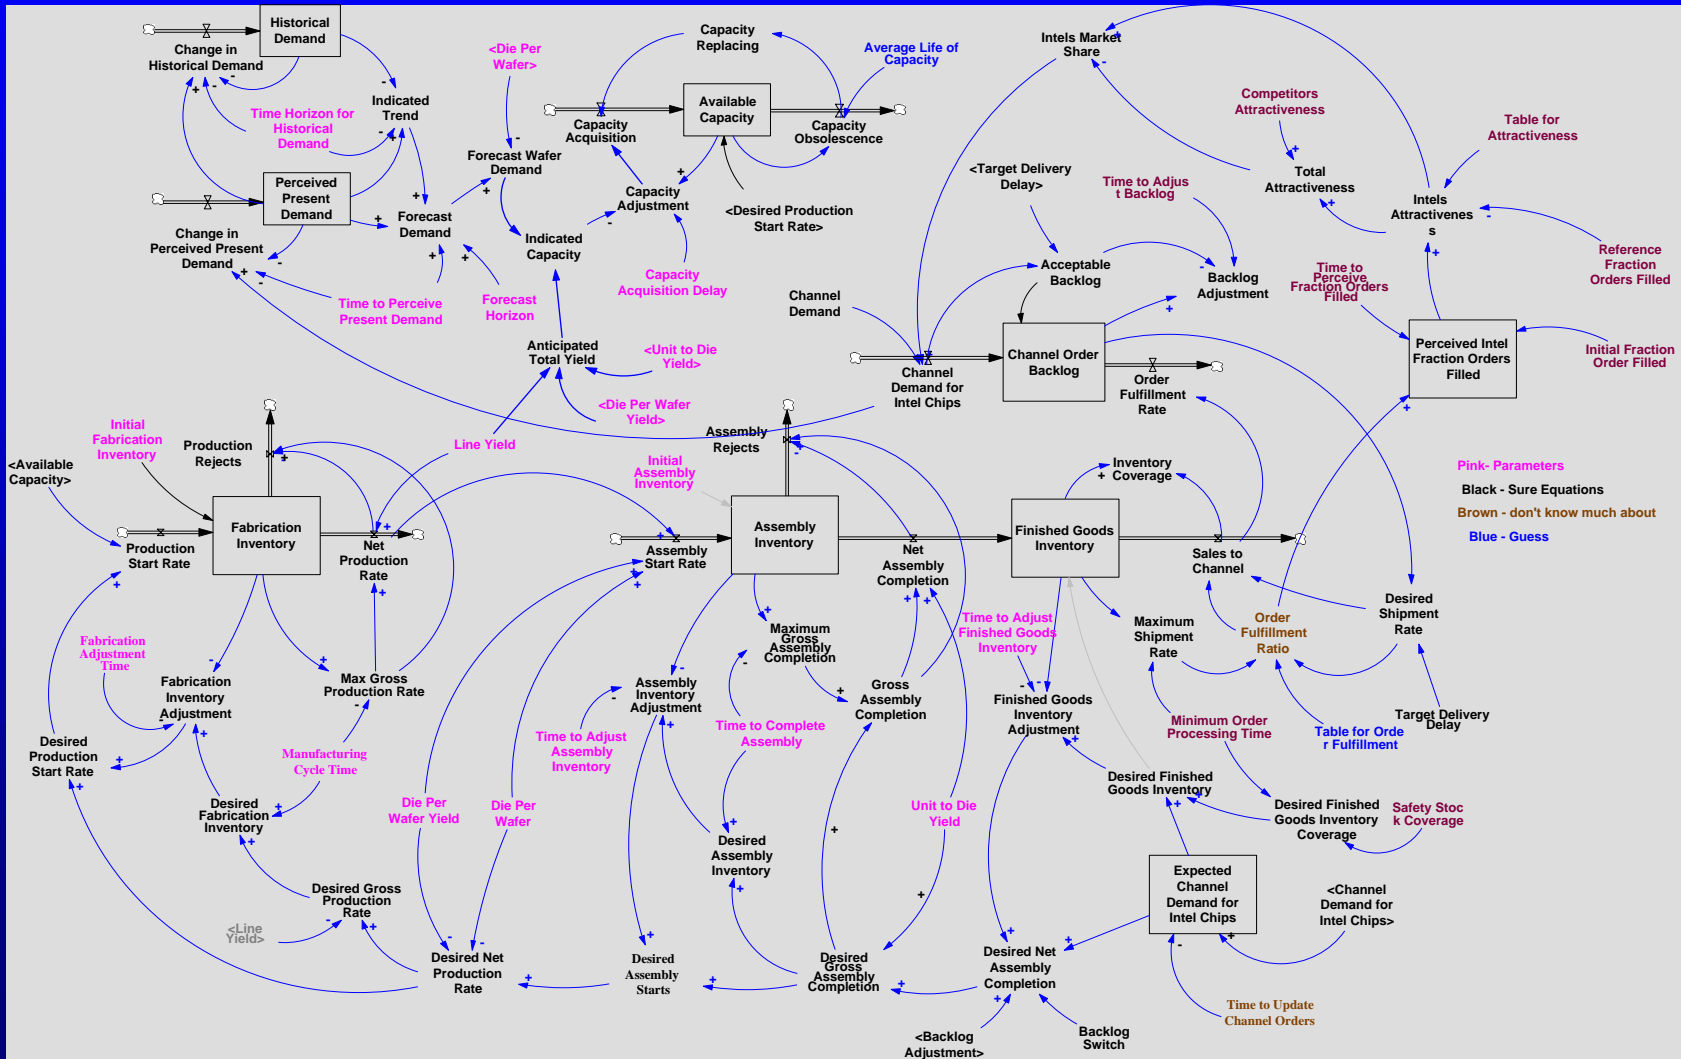 Historical
Demand
Change in
Historical Demand
Time Horizon for
Historical
Demand
Indicated
Trend
Perceived
Present
Demand
Change in
Perceived Present
Demand
Forecast
Demand
Time to Perceive
Present Demand
Forecast
Horizon
<Die Per
Wafer>
Forecast Wafer
Demand
Indicated
Capacity
Capacity
Replacing
Average Life of
Capacity
Available
Capacity
Capacity
Acquisition
Capacity
Obsolescence
Capacity
Adjustment
<Desired Production
Start Rate>
Capacity
Acquisition Delay
Anticipated
Total Yield
<Unit to Die
Yield>
<Die Per Wafer
Yield>
Line Yield
Intels Market
Share
Competitors
Attractiveness
Table for
Attractiveness
Total
Attractiveness
Intels
Attractivenes
s
Reference
Fraction
Orders Filled
<Target Delivery
Delay>
Time to Adjus
t Backlog
Acceptable
Backlog
Backlog
Adjustment
Time to
Perceive
Fraction Orders
Filled
Channel
Demand
Channel Order
Backlog
Channel
Demand for
Intel Chips
Order
Fulfillment
Rate
Perceived Intel
Fraction Orders
Filled
Initial Fraction
Order Filled
Initial
Fabrication
Inventory
<Available
Capacity>
Production
Rejects
Fabrication
Inventory
Production
Start Rate
Net
Production
Rate
Initial
Assembly
Inventory
Assembly
Rejects
Assembly
Inventory
Assembly
Start Rate
Net
Assembly
Completion
Inventory
Coverage
Finished Goods
Inventory
Sales to
Channel
Pink- Parameters
Black - Sure Equations
Brown - don't know much about
Blue - Guess
Fabrication
Adjustment
Time
Fabrication
Inventory
Adjustment
Max Gross
Production Rate
Manufacturing
Cycle Time
Desired
Production
Start Rate
Desired
Fabrication
Inventory
Desired Gross
Production
Rate
<Line
Yield>
Die Per
Wafer Yield
Die Per
Wafer
Desired Net
Production
Rate
Maximum
Gross
Assembly
Completion
Assembly
Inventory
Adjustment
Time to Adjust
Assembly
Inventory
Time to Complete
Assembly
Gross
Assembly
Completion
Desired
Assembly
Inventory
Desired
Assembly
Starts
Desired
Gross
Assembly
Completion
Unit to Die
Yield
Time to Adjust
Finished Goods
Inventory
Finished Goods
Inventory
Adjustment
Maximum
Shipment
Rate
Order
Fulfillment
Ratio
Desired
Shipment
Rate
Minimum Order
Processing Time
Table for Orde
r Fulfillment
Target Delivery
Delay
Desired Finished
Goods Inventory
Desired Finished
Goods Inventory
Coverage
Safety Stoc
k Coverage
Expected
Channel
Demand for
Intel Chips
<Channel
Demand for
Intel Chips>
Desired Net
Assembly
Completion
<Backlog
Adjustment>
Backlog
Switch
Time to Update
Channel Orders